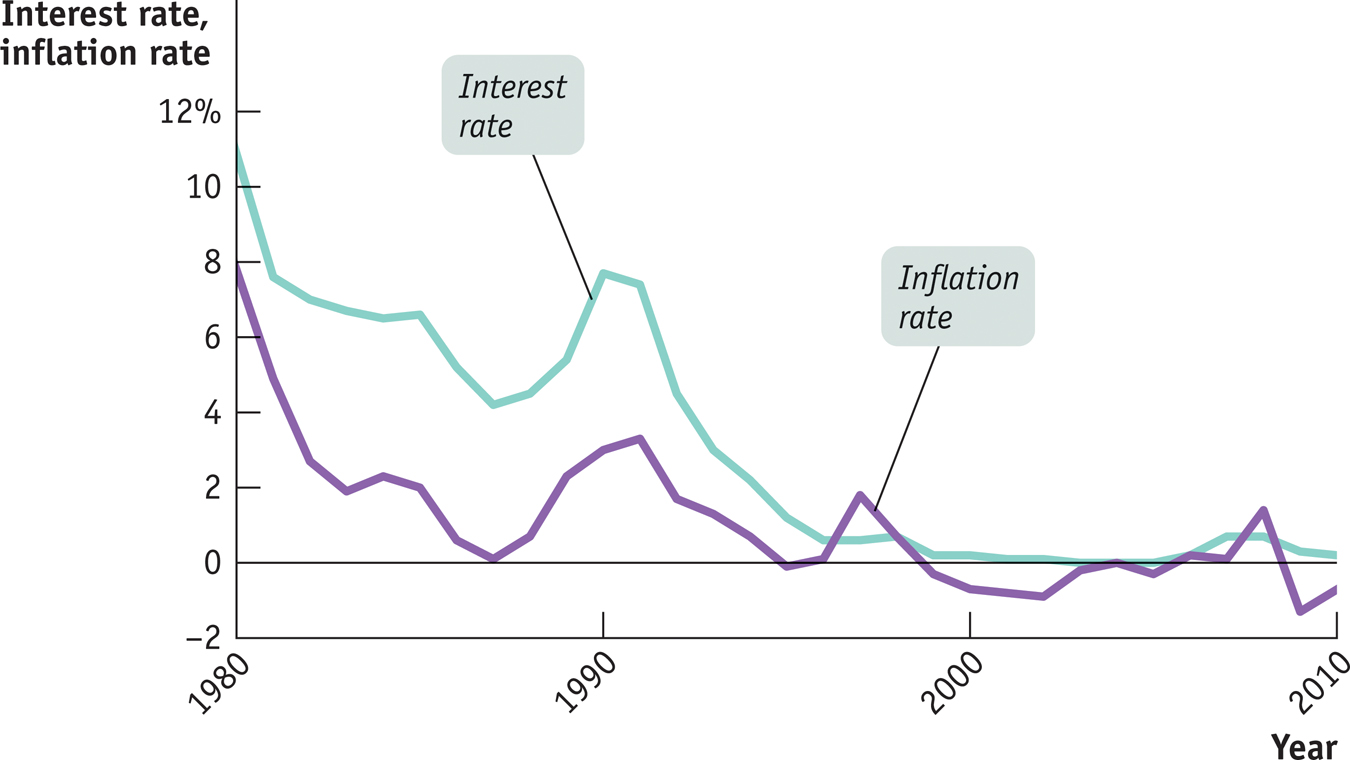 Interest rate,
inflation rate
Interest
rate
Inflation
rate
12%
10
8
6
4
2
0
−2
1980
1990
2000
2010
Year